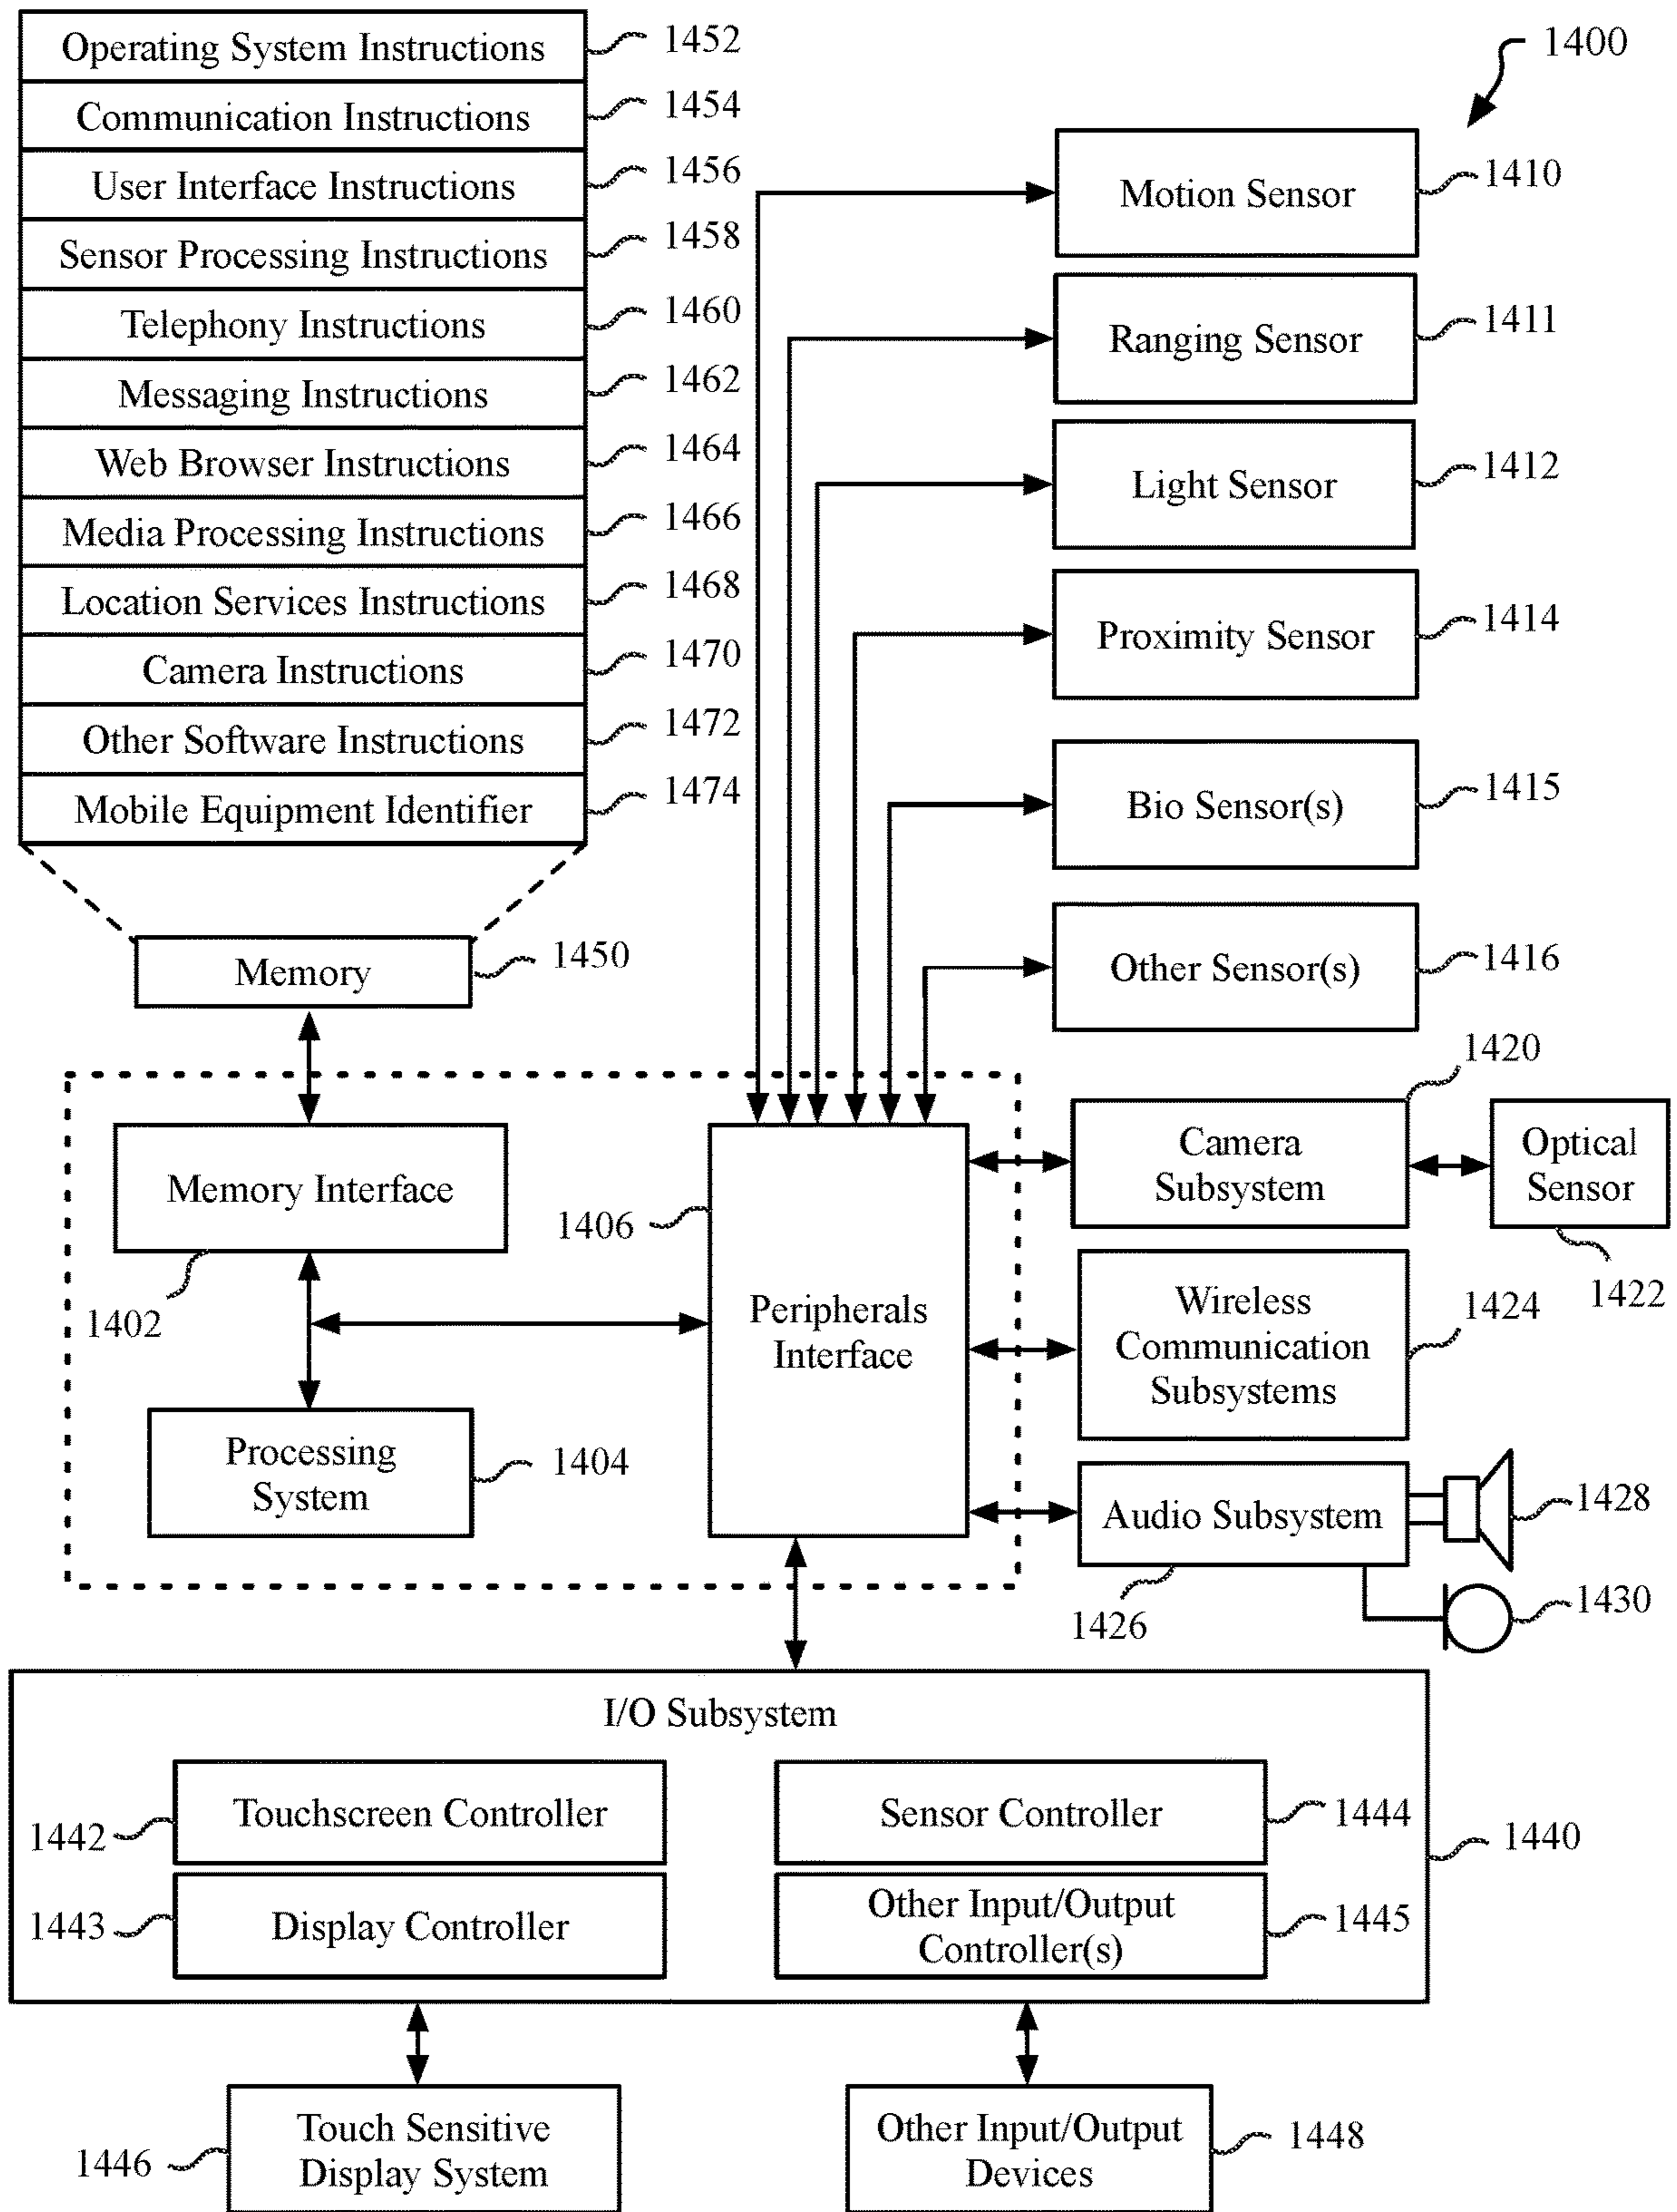 Operating System Instructions 1452
Communication Instructions 1454
User Interface Instructions 1456
Sensor Processing Instructions 1458
Telephony Instructions 1460
Messaging Instructions 1462
Web Browser Instructions 1464
Media Processing Instructions 1466
Location Services Instructions 1468
Camera Instructions 1470
Other Software Instructions 1472
Mobile Equipment Identifier 1474
Memory 1450
1400
Motion Sensor 1410
Ranging Sensor 1411
Light Sensor 1412
Proximity Sensor 1414
Bio Sensor(s) 1415
Other Sensor(s) 1416
1420
Camera
Subsystem
Optical
Sensor
1422
Memory Interface
1402
1406
Peripherals
Interface
Wireless
Communication
Subsystems
1424
Processing
System
1404
Audio Subsystem
1426
1428
1430
I/O Subsystem
1440
1442 Touchscreen Controller
Sensor Controller 1444
1443 Display Controller
Other Input/Output
Controller(s)
1445
Touch Sensitive
Display System
1446
Other Input/Output
Devices
1448